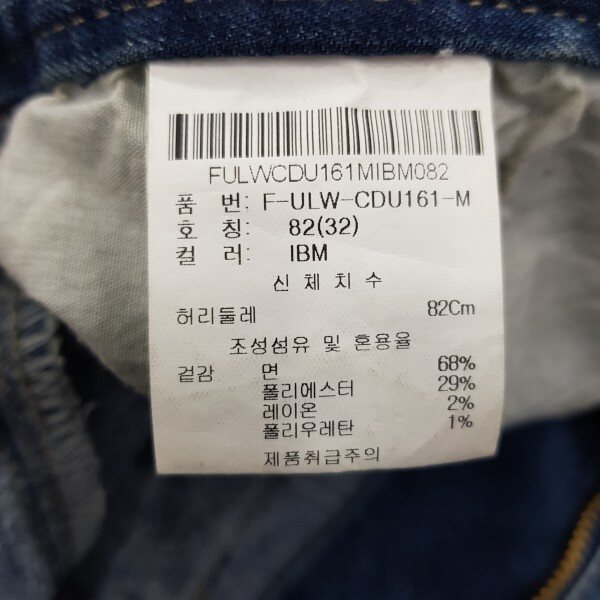 FULWCDU161MIBM082
품 번: F-ULW-CDU161-M
호 칭: 82(32)
컬 러: IBM
신 체 치 수
허리둘레 82Cm
조성섬유 및 혼용율
겉감 면 68%
폴리에스터 29%
레이온 2%
폴리우레탄 1%
제품취급주의